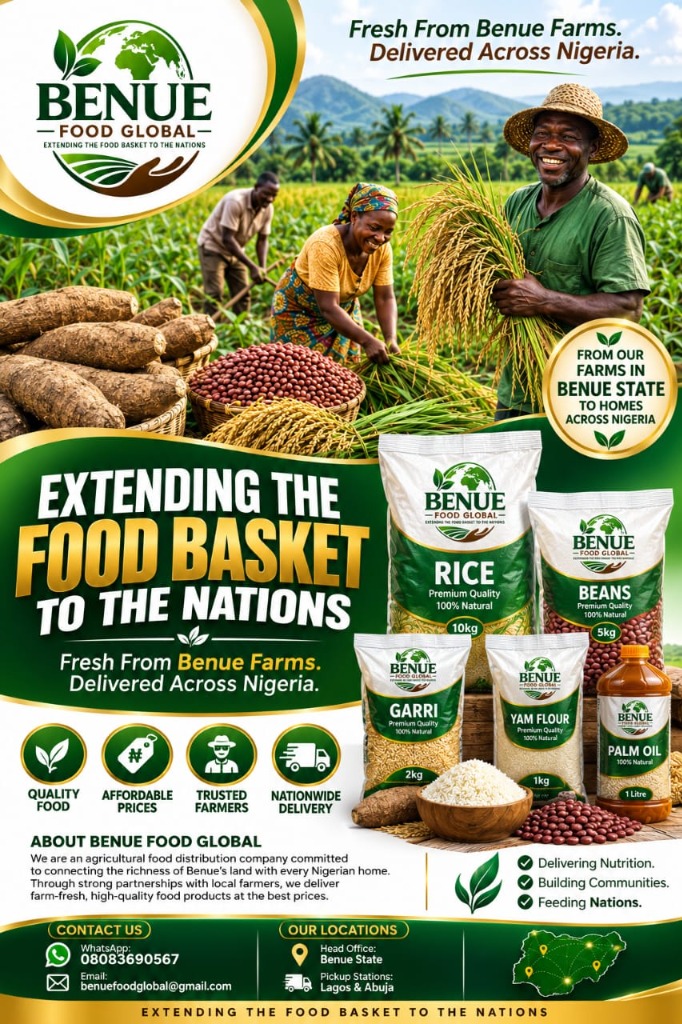 BENUE
FOOD GLOBAL
EXTENDING THE FOOD BASKET TO THE NATIONS
Fresh From Benue Farms.
Delivered Across Nigeria.
FROM OUR
FARMS IN
BENUE STATE
TO HOMES
ACROSS NIGERIA
EXTENDING THE
FOOD BASKET
TO THE NATIONS
Fresh From Benue Farms.
Delivered Across Nigeria.
BENUE
FOOD GLOBAL
EXTENDING THE FOOD BASKET TO THE NATIONS
RICE
Premium Quality
100% Natural
10kg
BENUE
FOOD GLOBAL
BEANS
Premium Quality
100% Natural
5kg
BENUE
FOOD GLOBAL
GARRI
Premium Quality
100% Natural
2kg
BENUE
FOOD GLOBAL
YAM FLOUR
Premium Quality
100% Natural
1kg
BENUE
FOOD GLOBAL
PALM OIL
100% Natural
1 Litre
₦
QUALITY
FOOD
AFFORDABLE
PRICES
TRUSTED
FARMERS
NATIONWIDE
DELIVERY
ABOUT BENUE FOOD GLOBAL
We are an agricultural food distribution company committed
to connecting the richness of Benue's land with every Nigerian home.
Through strong partnerships with local farmers, we deliver
farm-fresh, high-quality food products at the best prices.
Delivering Nutrition.
Building Communities.
Feeding Nations.
CONTACT US
WhatsApp:
08083690567
Email:
benuefoodglobal@gmail.com
OUR LOCATIONS
Head Office:
Benue State
Pickup Stations:
Lagos & Abuja
EXTENDING THE FOOD BASKET TO THE NATIONS